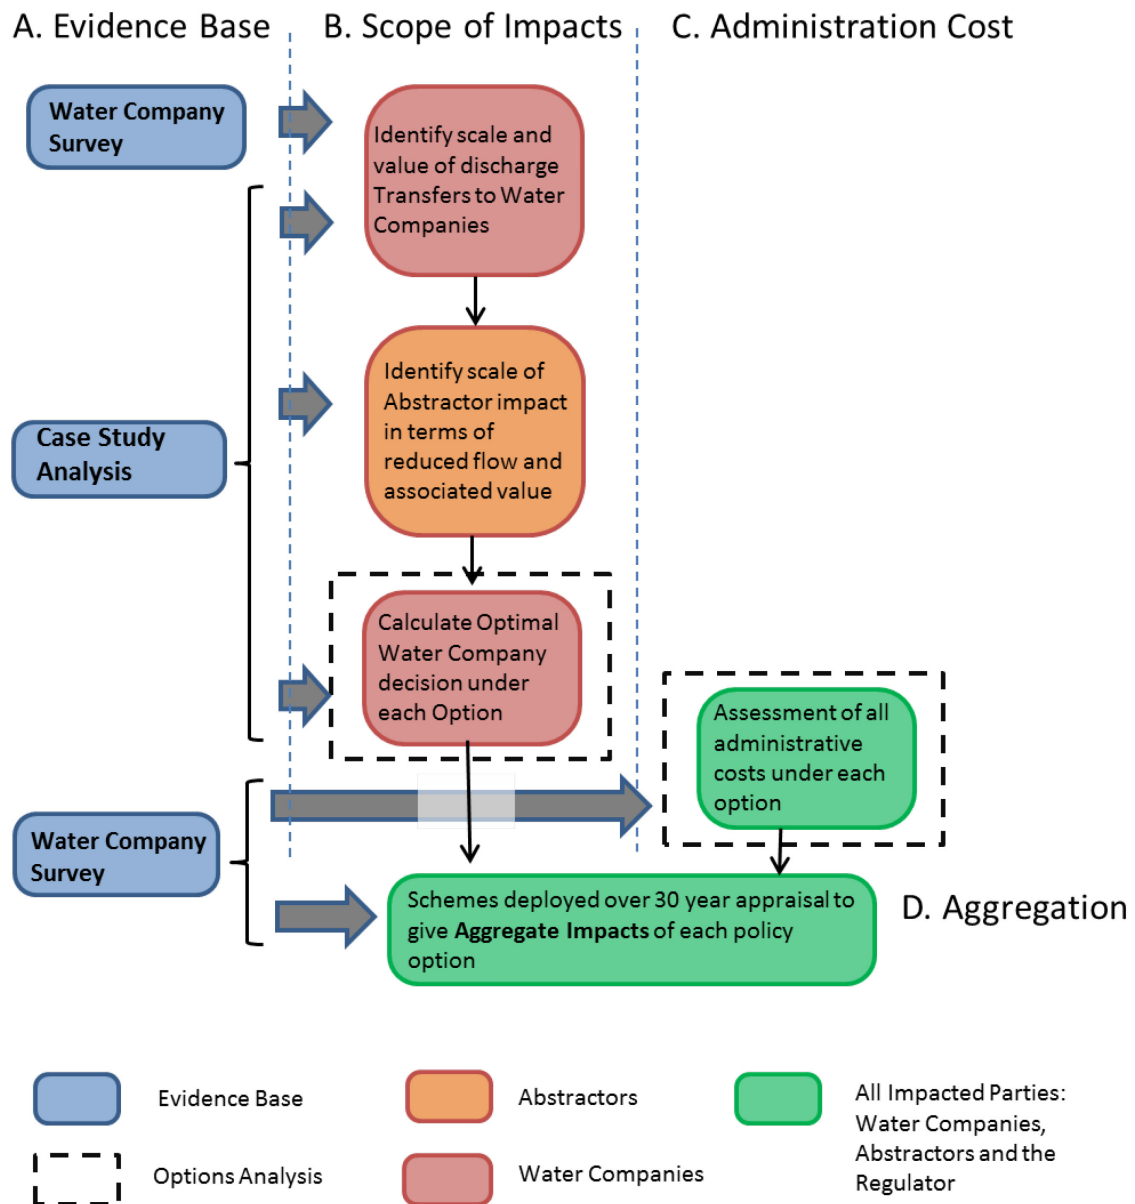 A. Evidence Base
B. Scope of Impacts
C. Administration Cost
Water Company
Survey
Identify scale and
value of discharge
Transfers to Water
Companies
Identify scale of
Abstractor impact
in terms of
reduced flow and
associated value
Case Study
Analysis
Calculate Optimal
Water Company
decision under
each Option
Assessment of all
administrative
costs under each
option
Water Company
Survey
Schemes deployed over 30 year appraisal to
give Aggregate Impacts of each policy
option
D. Aggregation
Evidence Base
Abstractors
All Impacted Parties:
Water Companies,
Abstractors and the
Regulator
Options Analysis
Water Companies